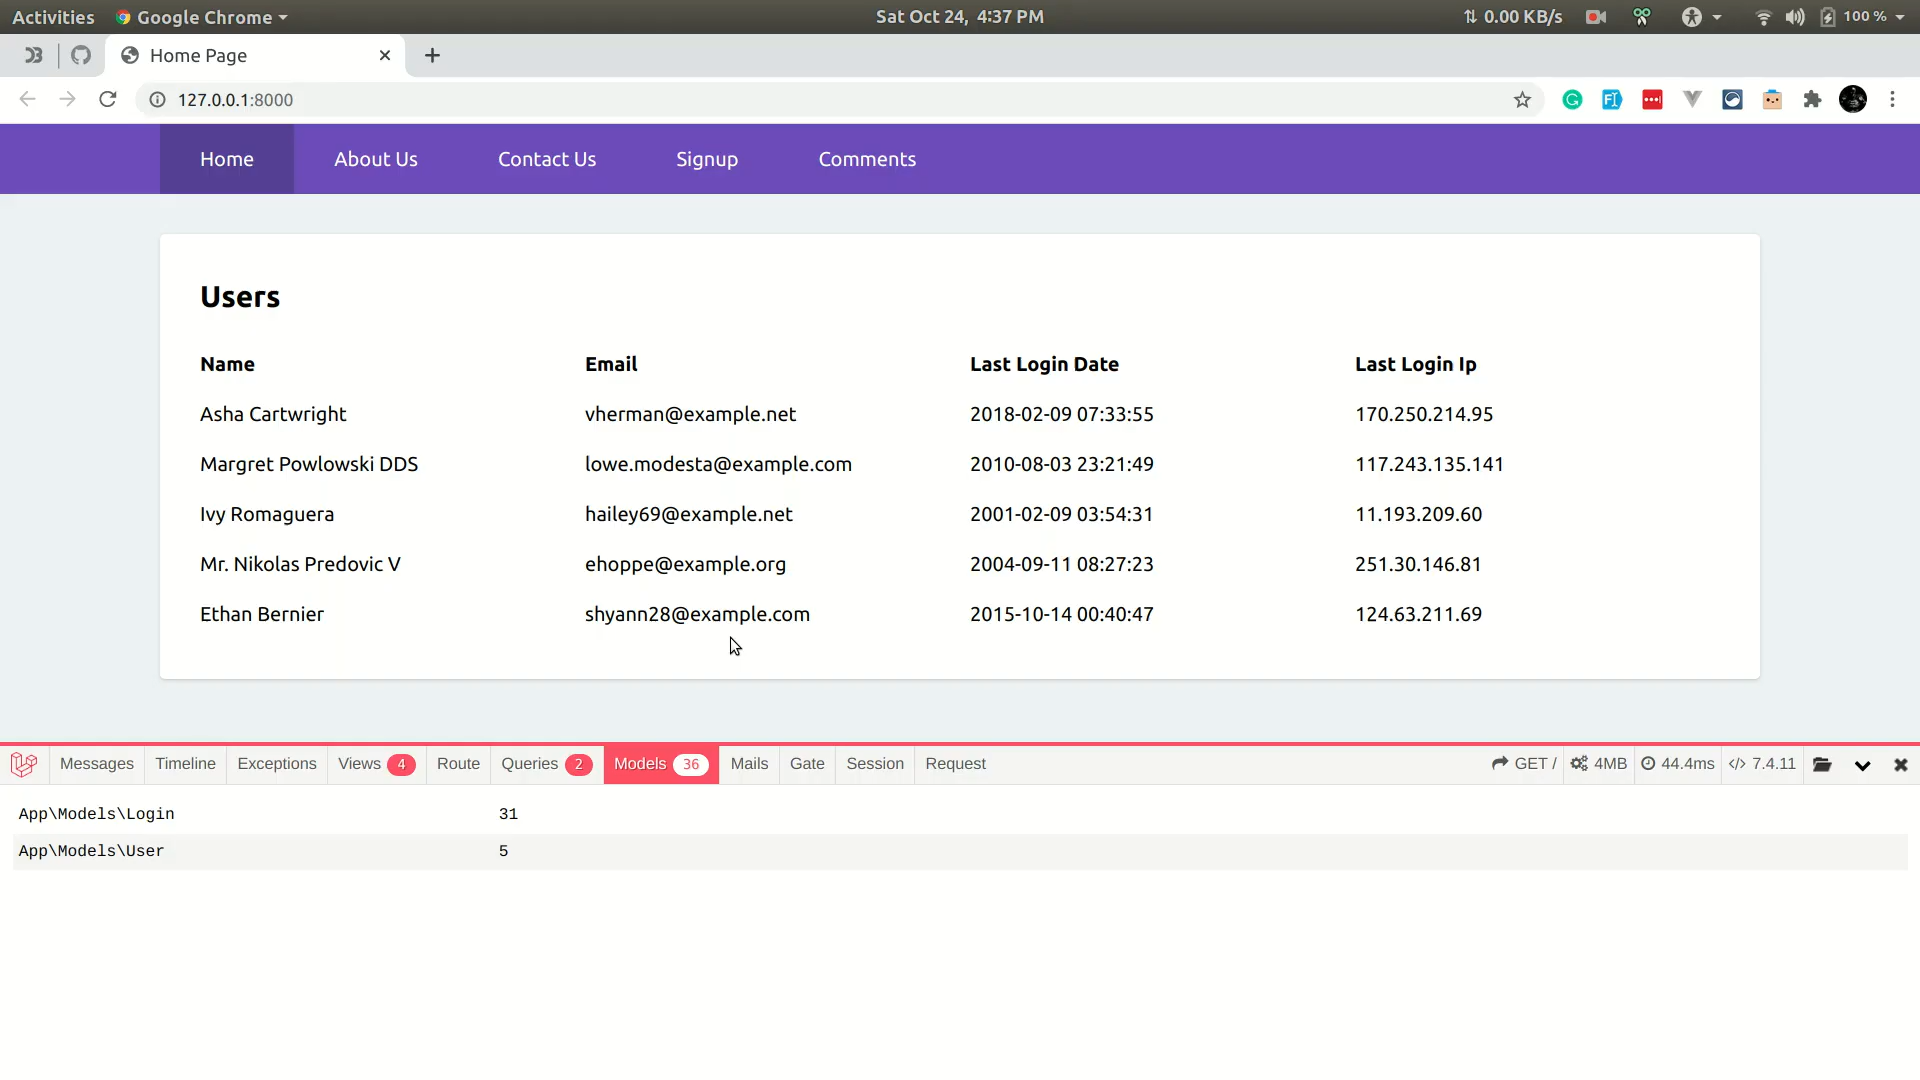 Activities Google Chrome Sat Oct 24, 4:37 PM 0.00 KB/s 100 %
Home Page
127.0.0.1:8000
Home About Us Contact Us Signup Comments
Users
Name Email Last Login Date Last Login Ip
Asha Cartwright vherman@example.net 2018-02-09 07:33:55 170.250.214.95
Margret Powlowski DDS lowe.modesta@example.com 2010-08-03 23:21:49 117.243.135.141
Ivy Romaguera hailey69@example.net 2001-02-09 03:54:31 11.193.209.60
Mr. Nikolas Predovic V ehoppe@example.org 2004-09-11 08:27:23 251.30.146.81
Ethan Bernier shyann28@example.com 2015-10-14 00:40:47 124.63.211.69
Messages Timeline Exceptions Views 4 Route Queries 2 Models 36 Mails Gate Session Request GET / 4MB 44.4ms </> 7.4.11
App\Models\Login 31
App\Models\User 5